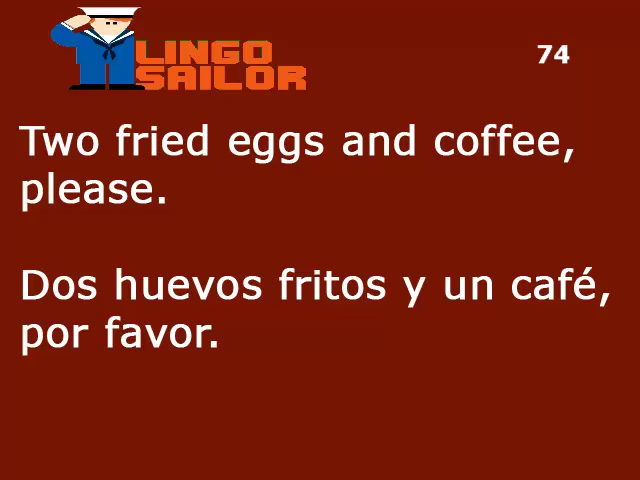 LINGO
SAILOR
74
Two fried eggs and coffee,
please.
Dos huevos fritos y un café,
por favor.